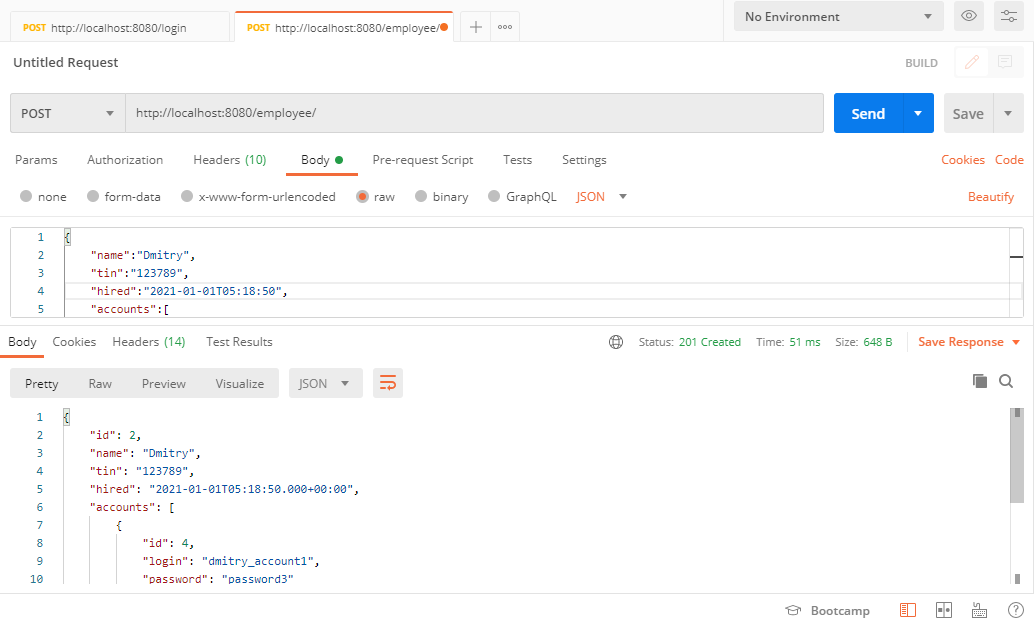 POST http://localhost:8080/login POST http://localhost:8080/employee/ No Environment
Untitled Request BUILD
POST http://localhost:8080/employee/ Send Save
Params Authorization Headers (10) Body Pre-request Script Tests Settings Cookies Code
none form-data x-www-form-urlencoded raw binary GraphQL JSON Beautify
1 {
2 "name":"Dmitry",
3 "tin":"123789",
4 "hired":"2021-01-01T05:18:50",
5 "accounts":[
Body Cookies Headers (14) Test Results Status: 201 Created Time: 51 ms Size: 648 B Save Response
Pretty Raw Preview Visualize JSON
1 {
2 "id": 2,
3 "name": "Dmitry",
4 "tin": "123789",
5 "hired": "2021-01-01T05:18:50.000+00:00",
6 "accounts": [
7 {
8 "id": 4,
9 "login": "dmitry_account1",
10 "password": "password3"
Bootcamp